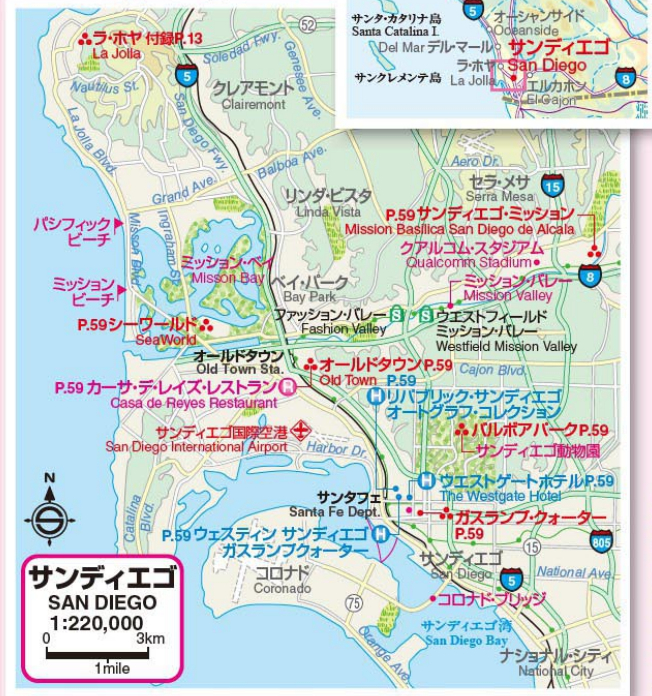 サンタ・カタリナ島
Santa Catalina I.
5
オーシャンサイド
Oceanside
Del Mar デル・マール
サンディエゴ
San Diego
サンクレメンテ島
ラ・ホヤ
La Jolla
8
エルカホン
El Cajon
ラ・ホヤ 付録P.13
La Jolla
52
Soledad Fwy.
Genesee Ave.
5
Nautilus St.
San Diego Fwy.
クレアモント
Clairemont
La Jolla Blvd.
Balboa Ave.
Grand Ave.
Aero Dr.
セラ・メサ
Serra Mesa
15
リンダ・ビスタ
Linda Vista
P.59 サンディエゴ・ミッション
Mission Basilica San Diego de Alcala
パシフィック
ビーチ
Misson Blvd.
Ingraham St.
クアルコム・スタジアム
Qualcomm Stadium
ミッション・ベイ
Misson Bay
ベイ・パーク
Bay Park
ミッション・バレー
Mission Valley
8
ミッション
ビーチ
ファッション・バレー
Fashion Valley
S
S
ウエストフィールド
ミッション・バレー
Westfield Mission Valley
P.59 シーワールド
SeaWorld
オールドタウン
Old Town Sta.
オールドタウン P.59
Old Town
Cajon Blvd.
P.59 カーサ・デ・レイズ・レストラン
Casa de Reyes Restaurant
R
P.59
H
リパブリック・サンディエゴ
オートグラフ・コレクション
サンディエゴ国際空港
San Diego International Airport
バルボアパーク P.59
サンディエゴ動物園
Harbor Dr.
N
S
H
ウエストゲートホテル P.59
The Westgate Hotel
Catalina
Blvd.
サンタフェ
Santa Fe Dept.
ガスランプ・クォーター
P.59
P.59 ウェスティン サンディエゴ
ガスランプクォーター
H
15
805
サンディエゴ
San Diego
5
National Ave.
コロナド
Coronado
75
コロナド・ブリッジ
Orange Ave.
サンディエゴ湾
San Diego Bay
ナショナル・シティ
National City
サンディエゴ
SAN DIEGO
1:220,000
0 3km
1mile